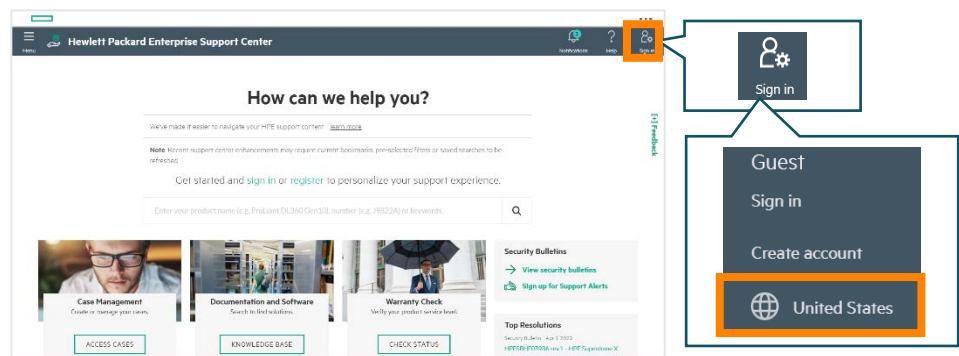 Menu
Hewlett Packard Enterprise Support Center
Notifications
Help
Sign in
How can we help you?
We've made it easier to navigate your HPE support content - learn more
Note: Recent support center enhancements may require current bookmarks, pre-selected filters or saved searches to be
refreshed.
Get started and sign in or register to personalize your support experience.
Enter your product name (e.g. ProLiant DL360 Gen10), number (e.g. J9822A) or keywords.
[+] Feedback
Case Management
Create or manage your cases.
ACCESS CASES
Documentation and Software
Search to find solutions.
KNOWLEDGE BASE
Warranty Check
Verify your product service level.
CHECK STATUS
Security Bulletins
View security bulletins
Sign up for Support Alerts
Top Resolutions
Security Bulletin
HPE Superdome X
Sign in
Guest
Sign in
Create account
United States